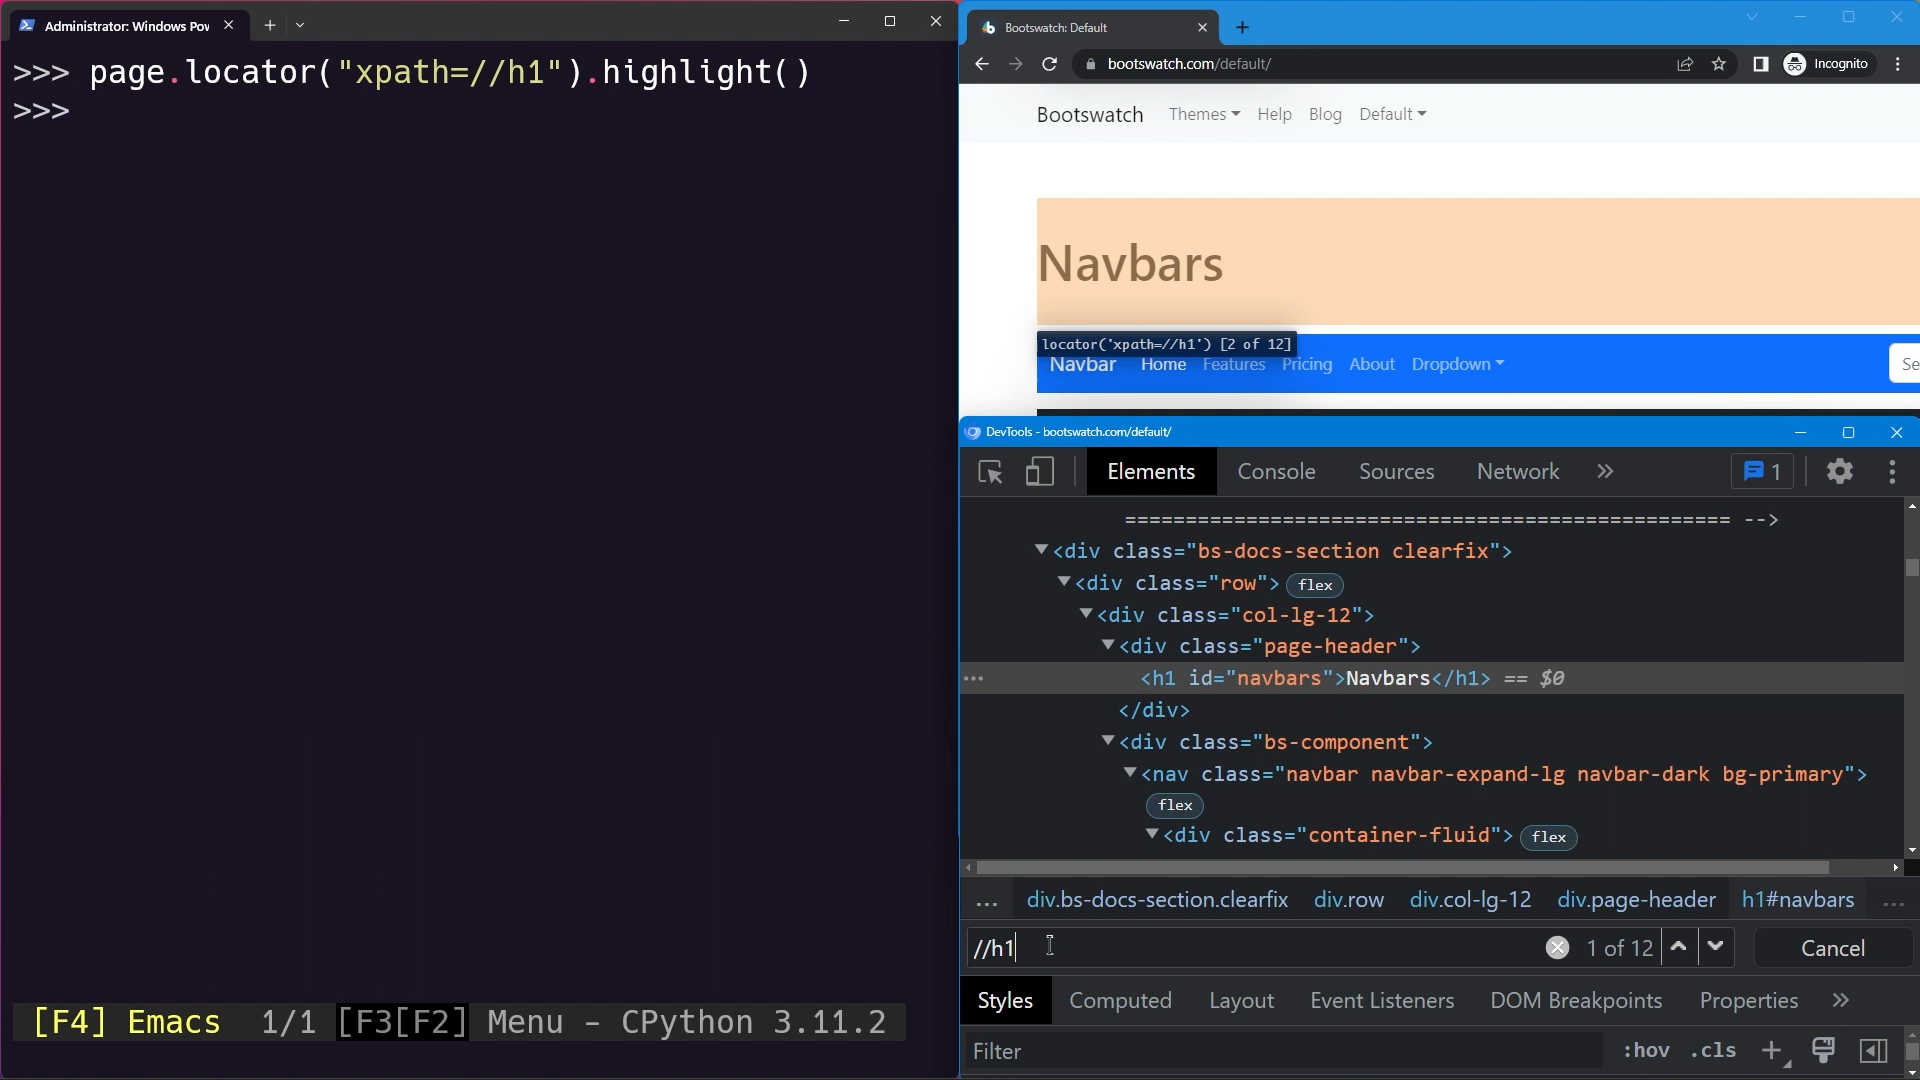 Administrator: Windows Pov
>>> page.locator("xpath=//h1").highlight()
>>>
[F4] Emacs 1/1 [F3[F2] Menu - CPython 3.11.2
Bootswatch: Default
bootswatch.com/default/
Incognito
Bootswatch Themes Help Blog Default
Navbars
locator('xpath=//h1') [2 of 12]
Navbar Home Features Pricing About Dropdown Se
DevTools - bootswatch.com/default/
Elements Console Sources Network » 1
================================================== -->
<div class="bs-docs-section clearfix">
<div class="row"> flex
<div class="col-lg-12">
<div class="page-header">
<h1 id="navbars">Navbars</h1> == $0
</div>
<div class="bs-component">
<nav class="navbar navbar-expand-lg navbar-dark bg-primary">
flex
<div class="container-fluid"> flex
... div.bs-docs-section.clearfix div.row div.col-lg-12 div.page-header h1#navbars ...
//h1 1 of 12 Cancel
Styles Computed Layout Event Listeners DOM Breakpoints Properties »
Filter :hov .cls